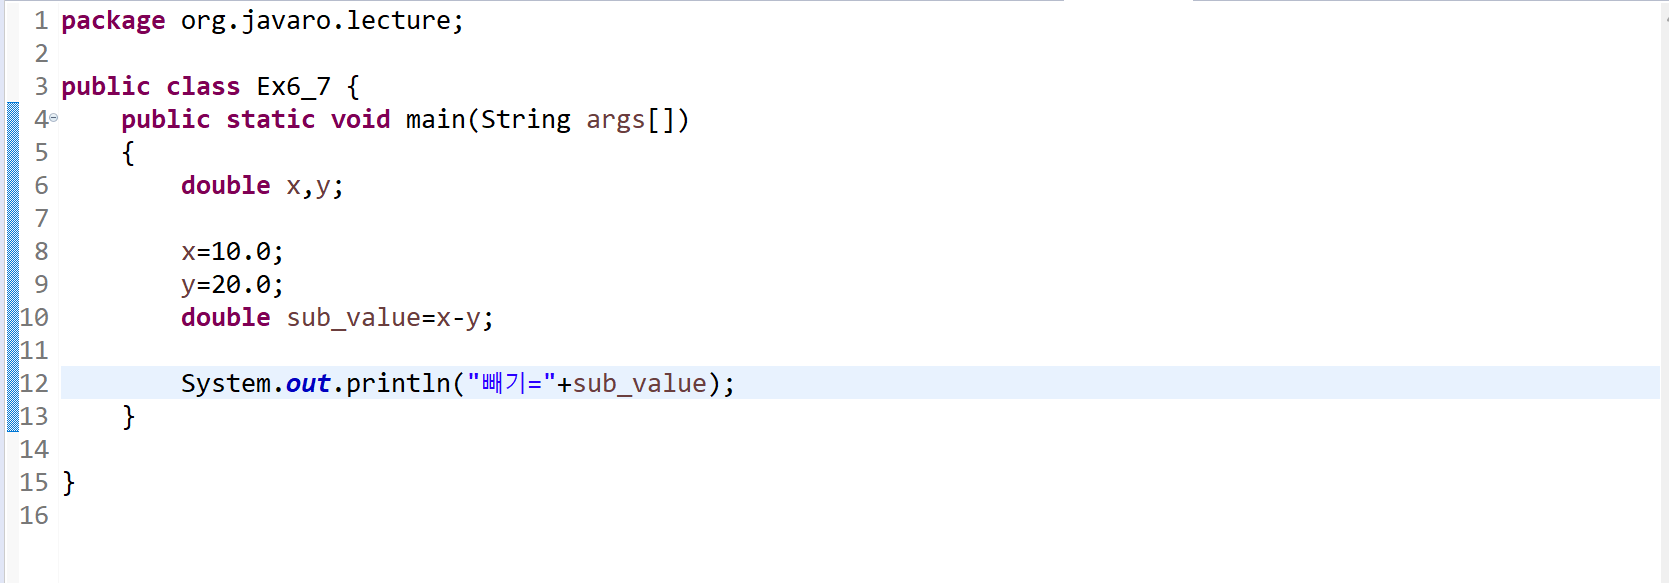 1 package org.javaro.lecture;
2
3 public class Ex6_7 {
4     public static void main(String args[])
5     {
6         double x,y;
7
8         x=10.0;
9         y=20.0;
10         double sub_value=x-y;
11
12         System.out.println("빼기="+sub_value);
13     }
14
15 }
16